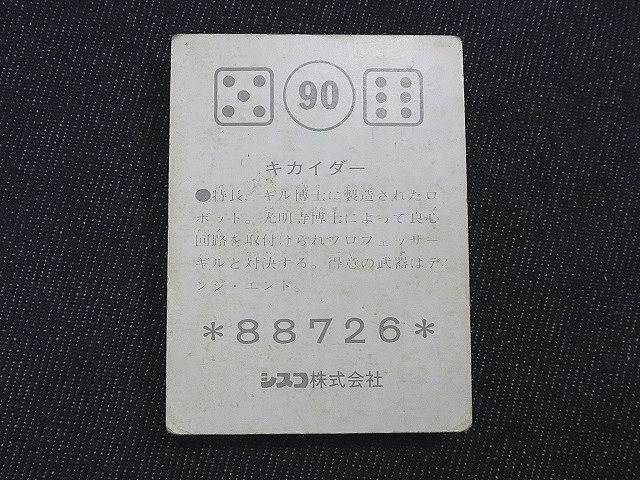 90
キカイダー
●特長．ギル博士に製造されたロ
ボット。光明寺博士によって良心
回路を取付けられプロフェッサー
ギルと対決する。得意の武器はデ
ンジ・エンド。
*88726*
シスコ株式会社